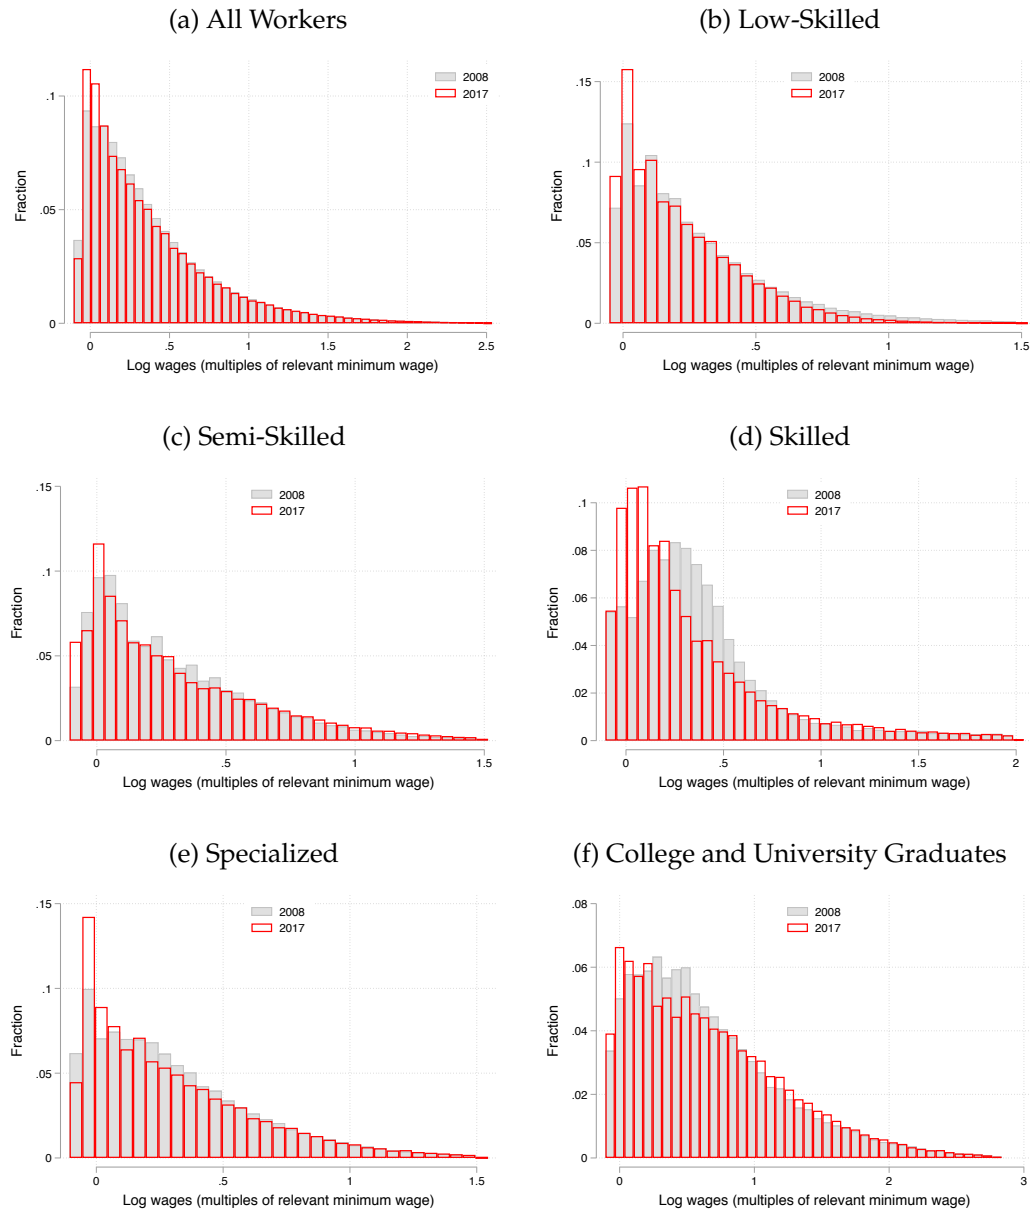 (a) All Workers
2008
2017
.1
.05
0
Fraction
0 .5 1 1.5 2 2.5
Log wages (multiples of relevant minimum wage)
(b) Low-Skilled
2008
2017
.15
.1
.05
0
Fraction
0 .5 1 1.5
Log wages (multiples of relevant minimum wage)
(c) Semi-Skilled
2008
2017
.15
.1
.05
0
Fraction
0 .5 1 1.5
Log wages (multiples of relevant minimum wage)
(d) Skilled
2008
2017
.1
.08
.06
.04
.02
0
Fraction
0 .5 1 1.5 2
Log wages (multiples of relevant minimum wage)
(e) Specialized
2008
2017
.15
.1
.05
0
Fraction
0 .5 1 1.5
Log wages (multiples of relevant minimum wage)
(f) College and University Graduates
2008
2017
.08
.06
.04
.02
0
Fraction
0 1 2 3
Log wages (multiples of relevant minimum wage)